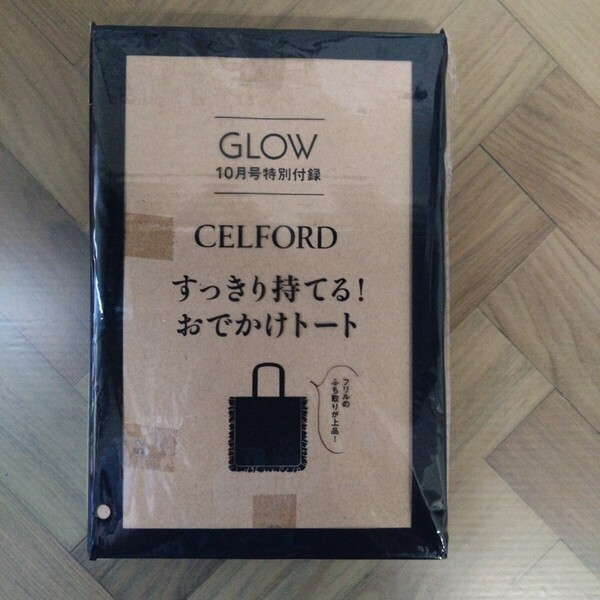 GLOW
10月号特別付録
CELFORD
すっきり持てる!
おでかけトート
フリルの
ふち取りが上品!